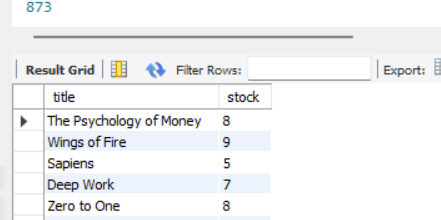 873
Result Grid Filter Rows: Export:
title stock
The Psychology of Money 8
Wings of Fire 9
Sapiens 5
Deep Work 7
Zero to One 8